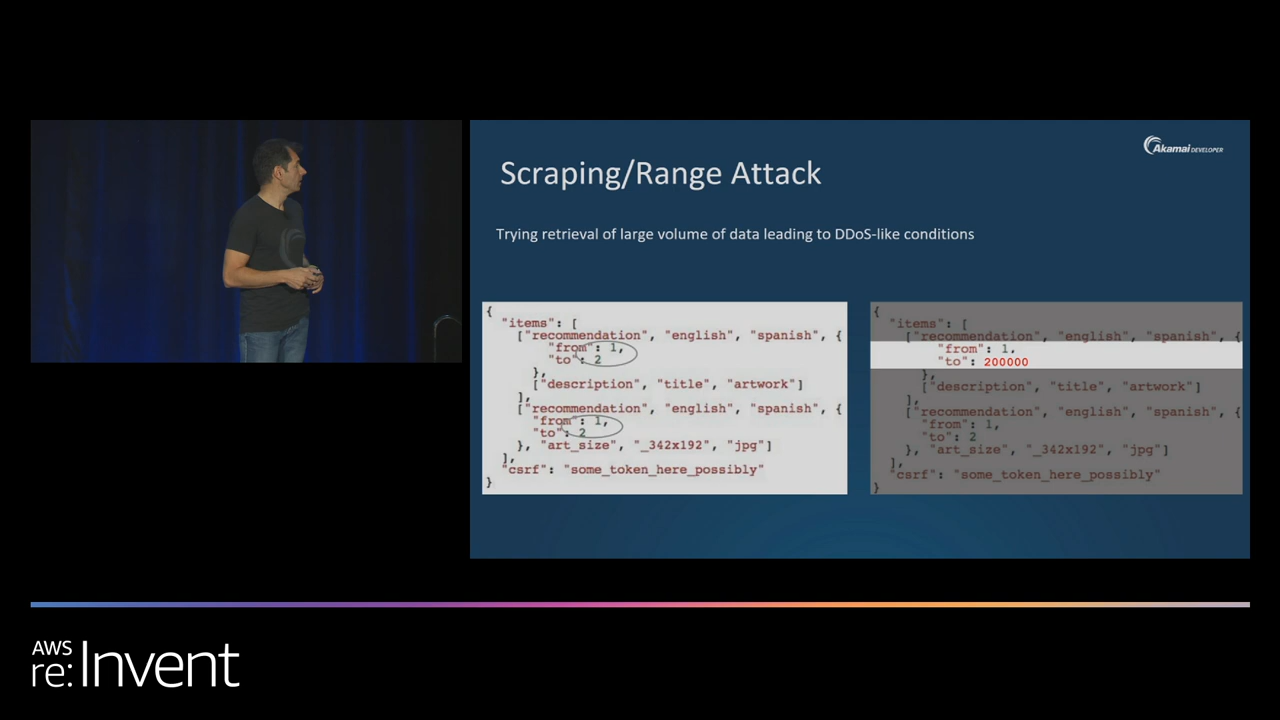 Akamai DEVELOPER
Scraping/Range Attack
Trying retrieval of large volume of data leading to DDoS-like conditions
{
"items": [
["recommendation", "english", "spanish", {
"from": 1,
"to": 2
},
["description", "title", "artwork"]
],
["recommendation", "english", "spanish", {
"from": 1,
"to": 2
}, "art_size", "_342x192", "jpg"]
],
"csrf": "some_token_here_possibly"
}
{
"items": [
["recommendation", "english", "spanish", {
"from": 1,
"to": 200000
},
["description", "title", "artwork"]
],
["recommendation", "english", "spanish", {
"from": 1,
"to": 2
}, "art_size", "_342x192", "jpg"]
],
"csrf": "some_token_here_possibly"
}
AWS
re:Invent